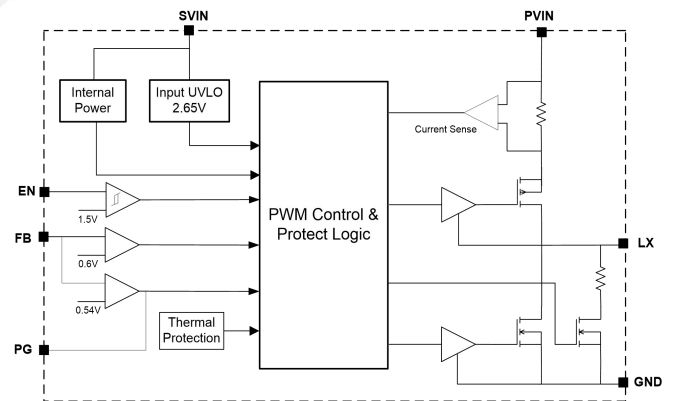 SVIN
PVIN
Internal
Power
Input UVLO
2.65V
Current Sense
EN
1.5V
PWM Control &
Protect Logic
FB
0.6V
LX
0.54V
Thermal
Protection
PG
GND